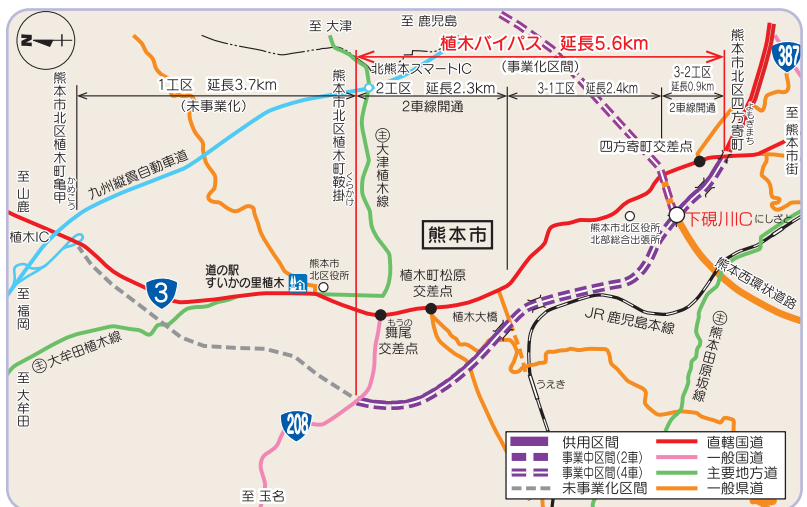 至 大津
至 鹿児島
植木バイパス 延長5.6km
(事業化区間)
北熊本スマートIC
1工区 延長3.7km
(未事業化)
2工区 延長2.3km
2車線開通
3-1工区 延長2.4km
3-2工区
延長0.9km
2車線開通
熊本市北区植木町亀甲
かめこう
熊本市北区植木町鞍掛
くらかけ
熊本市北区四方寄町
よもぎまち
387
至 熊本市街
至 山鹿
九州縦貫自動車道
主 大津植木線
四方寄町交差点
植木IC
熊本市
熊本市北区役所
北部総合出張所
下硯川IC
にしざと
道の駅
すいかの里植木
熊本市
北区役所
植木町松原
交差点
3
至 福岡
もうの
舞尾
交差点
植木大橋
熊本西環状道路
JR鹿児島本線
主 大牟田植木線
主 熊本田原坂線
至 大牟田
うえき
208
至 玉名
供用区間
事業中区間(2車)
事業中区間(4車)
未事業化区間
直轄国道
一般国道
主要地方道
一般県道
N